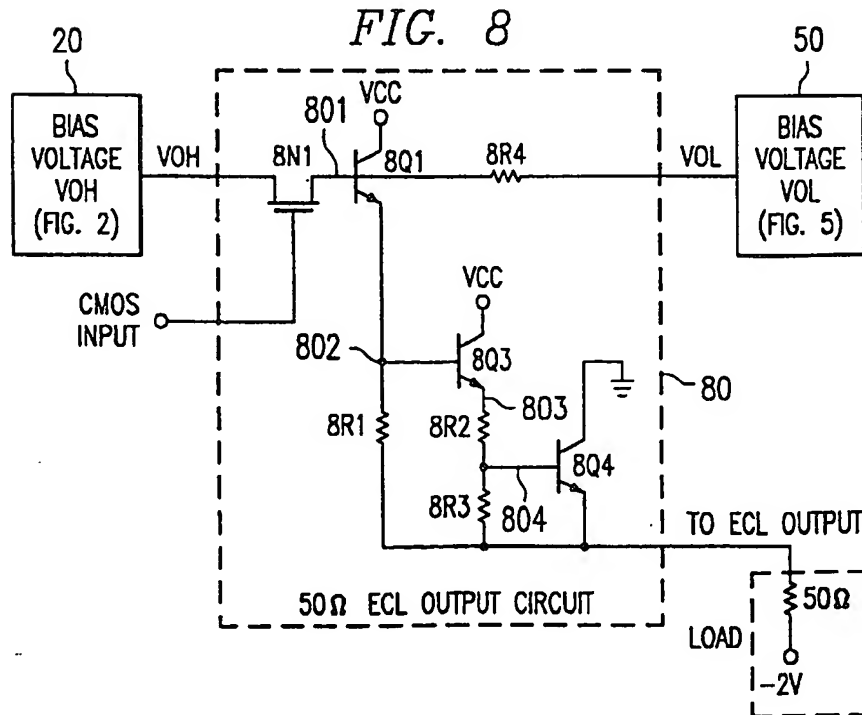 FIG. 8
20
50
BIAS
VOLTAGE
VOH
(FIG. 2)
VOH
801
VCC
8N1
8Q1
8R4
VOL
BIAS
VOLTAGE
VOL
(FIG. 5)
CMOS
INPUT
VCC
802
8Q3
803
80
8R1
8R2
8Q4
8R3
804
TO ECL OUTPUT
50Ω ECL OUTPUT CIRCUIT
50Ω
LOAD
-2V